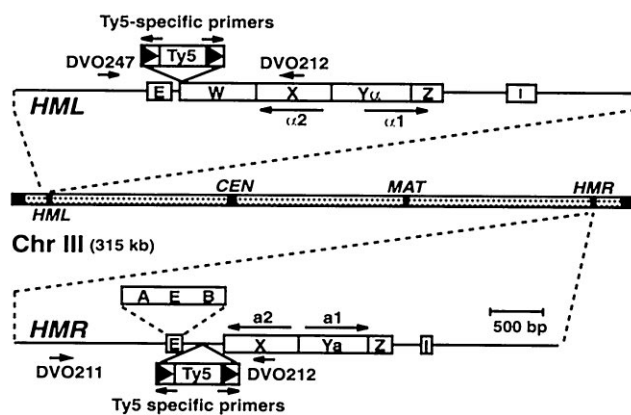 Ty5-specific primers
DVO247 Ty5 DVO212
E W X Yα Z I
HML α2 α1
CEN MAT HMR
HML
Chr III (315 kb)
A E B a2 a1 500 bp
HMR E X Ya Z I
DVO211 Ty5 DVO212
Ty5 specific primers